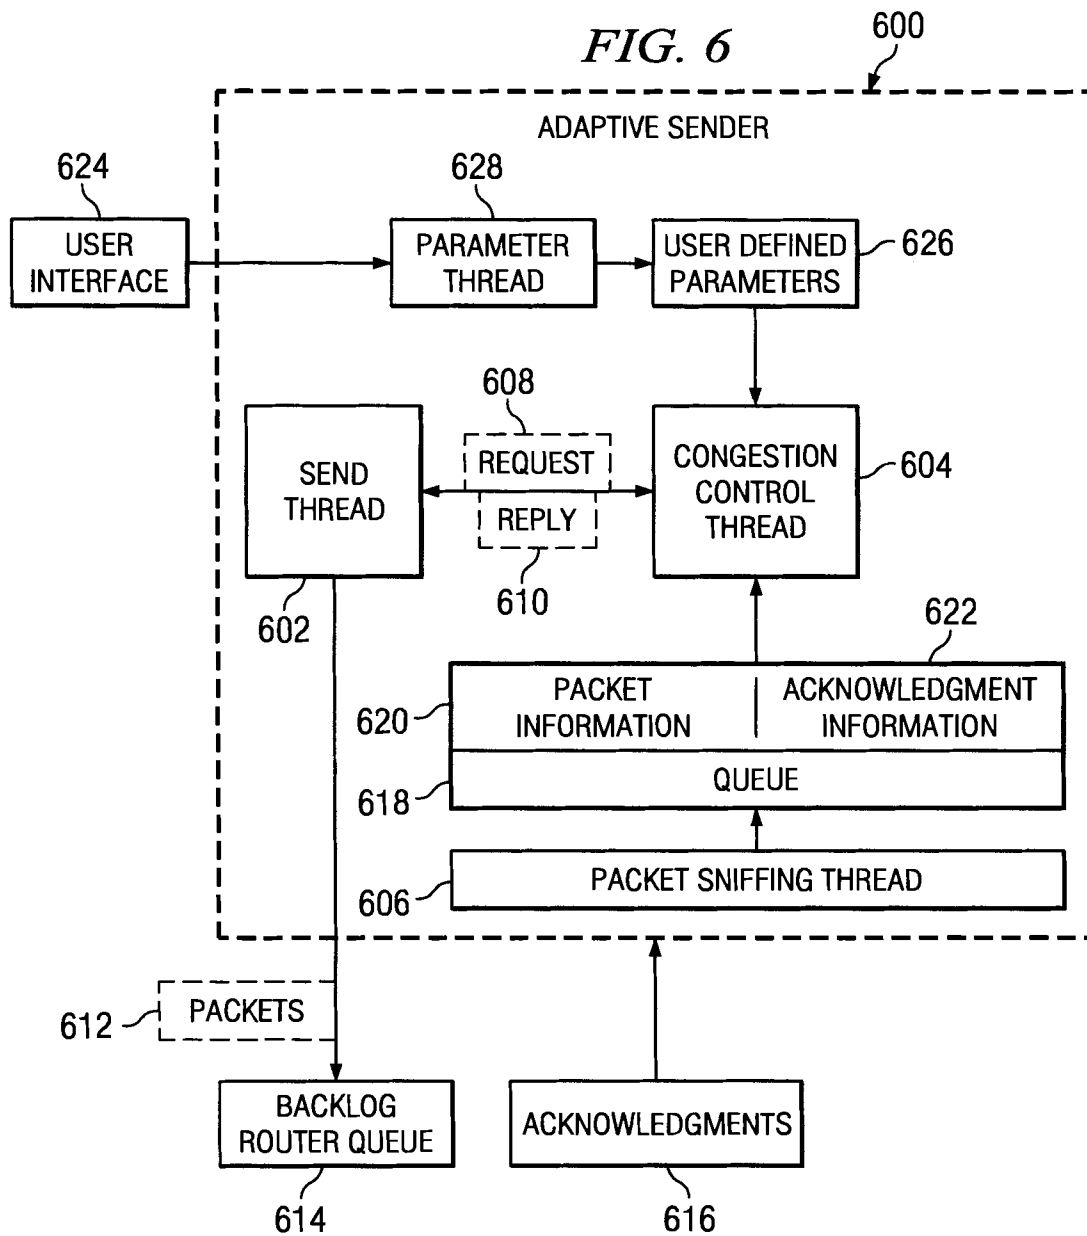 FIG. 6
600
ADAPTIVE SENDER
624
628
USER
INTERFACE
PARAMETER
THREAD
USER DEFINED
PARAMETERS
626
608
SEND
THREAD
REQUEST
REPLY
CONGESTION
CONTROL
THREAD
604
602
610
622
620
PACKET
INFORMATION
ACKNOWLEDGMENT
INFORMATION
618
QUEUE
606
PACKET SNIFFING THREAD
612
PACKETS
BACKLOG
ROUTER QUEUE
ACKNOWLEDGMENTS
614
616